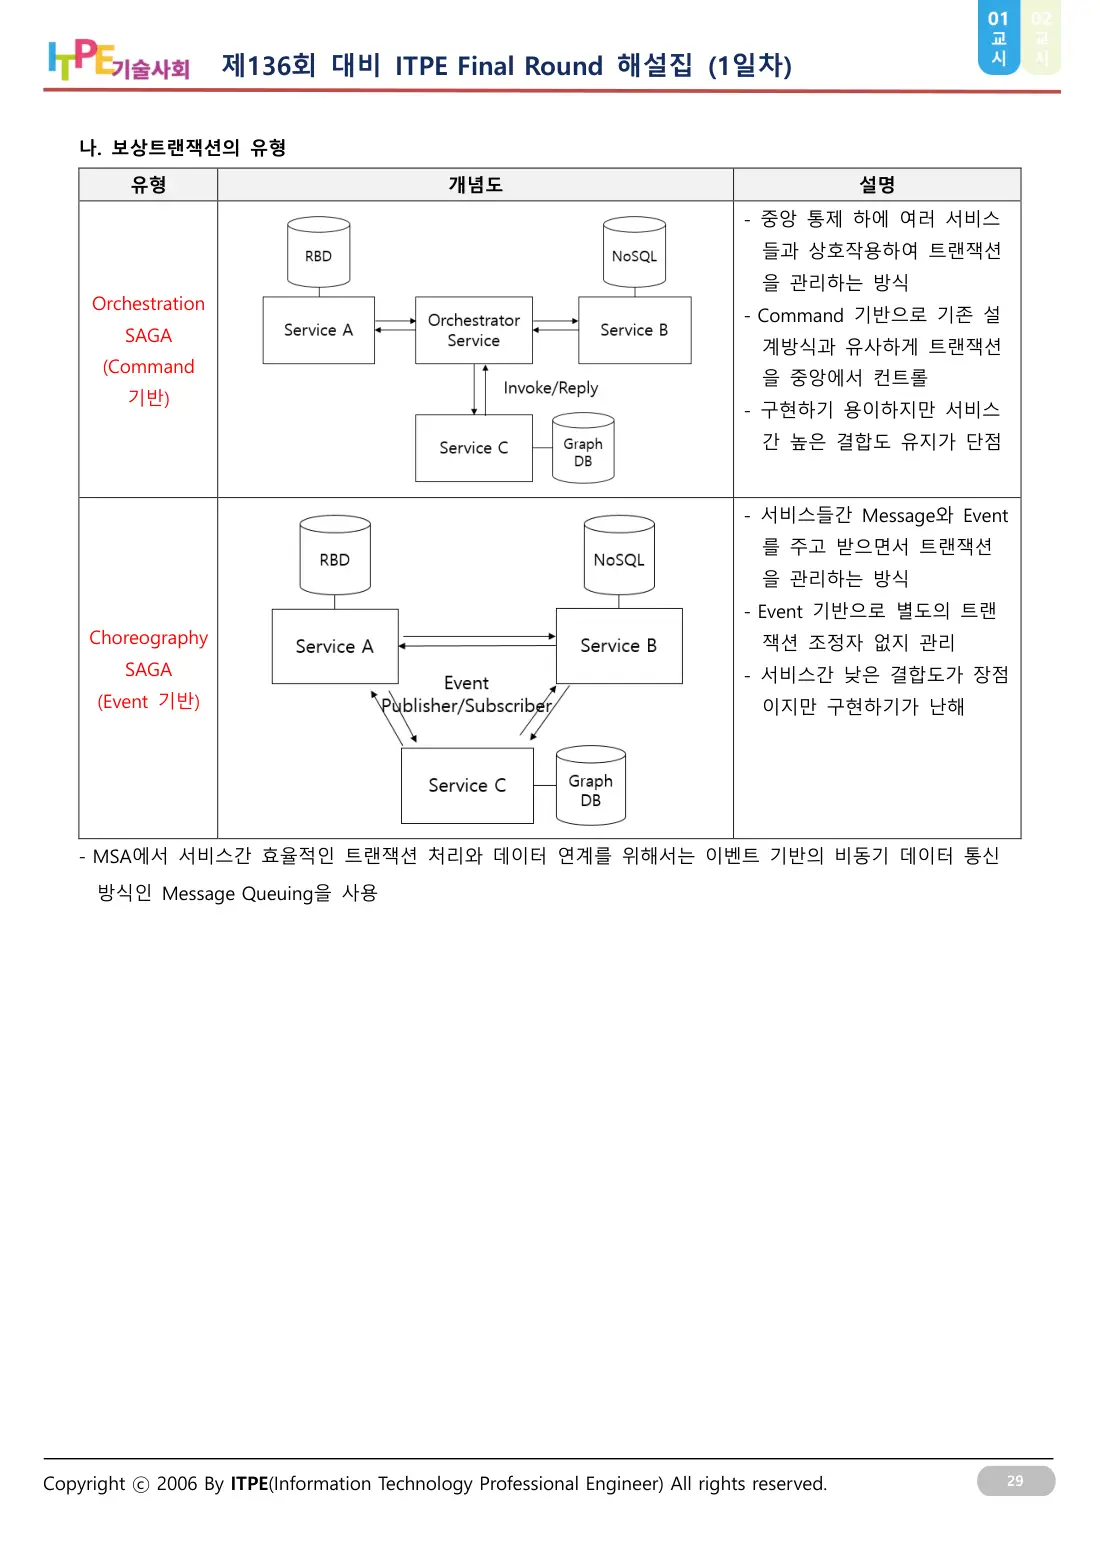 01 02
교 교
시 시
ITPE기술사회 제136회 대비 ITPE Final Round 해설집 (1일차)
나. 보상트랜잭션의 유형
유형 개념도 설명
Orchestration
SAGA
(Command
기반)
RBD
NoSQL
Service A
Orchestrator
Service
Service B
Invoke/Reply
Service C
Graph
DB
- 중앙 통제 하에 여러 서비스
들과 상호작용하여 트랜잭션
을 관리하는 방식
- Command 기반으로 기존 설
계방식과 유사하게 트랜잭션
을 중앙에서 컨트롤
- 구현하기 용이하지만 서비스
간 높은 결합도 유지가 단점
Choreography
SAGA
(Event 기반)
RBD
NoSQL
Service A
Service B
Event
Publisher/Subscriber
Service C
Graph
DB
- 서비스들간 Message와 Event
를 주고 받으면서 트랜잭션
을 관리하는 방식
- Event 기반으로 별도의 트랜
잭션 조정자 없지 관리
- 서비스간 낮은 결합도가 장점
이지만 구현하기가 난해
- MSA에서 서비스간 효율적인 트랜잭션 처리와 데이터 연계를 위해서는 이벤트 기반의 비동기 데이터 통신
방식인 Message Queuing을 사용
Copyright ⓒ 2006 By ITPE(Information Technology Professional Engineer) All rights reserved.
29